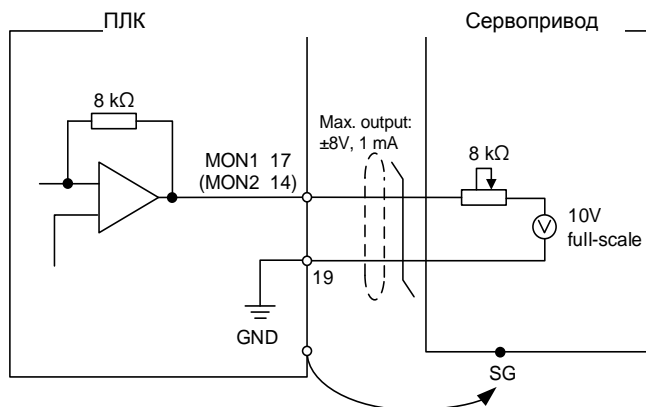 ПЛК
Сервопривод
8 kΩ
Max. output:
±8V, 1 mA
MON1 17
(MON2 14)
8 kΩ
V
10V
full-scale
19
GND
SG